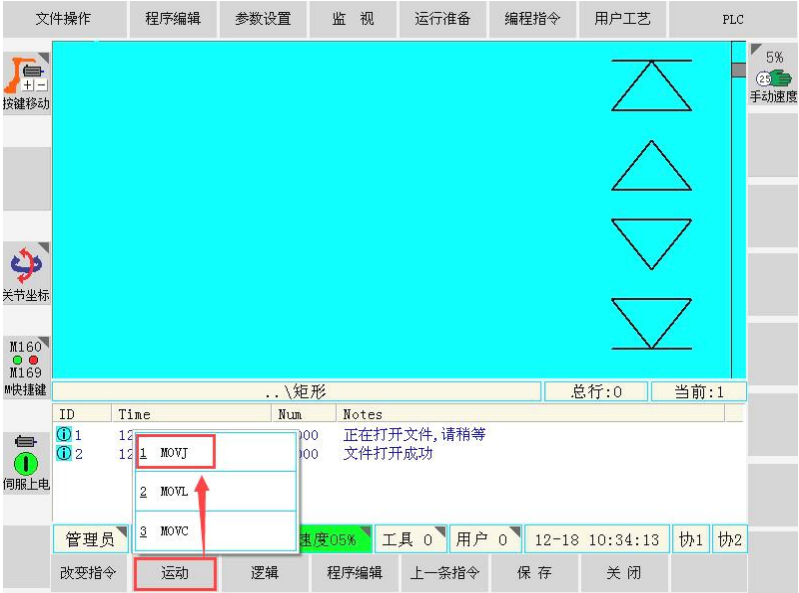 文件操作 程序编辑 参数设置 监 视 运行准备 编程指令 用户工艺 PLC
按键移动
5%
25
手动速度
关节坐标
M160
M169
M快捷键
..\矩形 总行:0 当前:1
ID Time Num Notes
1 12 00 正在打开文件,请稍等
2 12 000 文件打开成功
伺服上电
1 MOVJ
2 MOVL
3 MOVC
管理员 速度05% 工具 0 用户 0 12-18 10:34:13 协1 协2
改变指令 运动 逻辑 程序编辑 上一条指令 保 存 关 闭